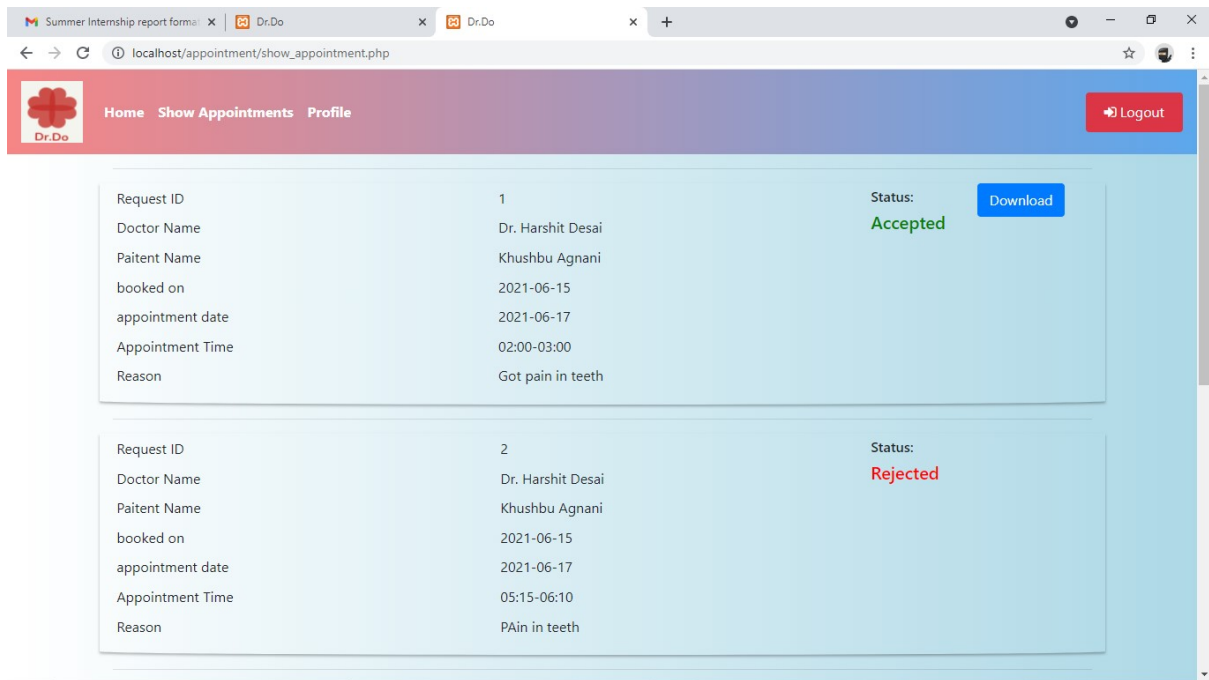 Summer Internship report format
Dr.Do
Dr.Do
localhost/appointment/show_appointment.php
Dr.Do
Home Show Appointments Profile
Logout
Request ID 1 Status: Download
Doctor Name Dr. Harshit Desai Accepted
Paitent Name Khushbu Agnani
booked on 2021-06-15
appointment date 2021-06-17
Appointment Time 02:00-03:00
Reason Got pain in teeth
Request ID 2 Status:
Doctor Name Dr. Harshit Desai Rejected
Paitent Name Khushbu Agnani
booked on 2021-06-15
appointment date 2021-06-17
Appointment Time 05:15-06:10
Reason PAin in teeth